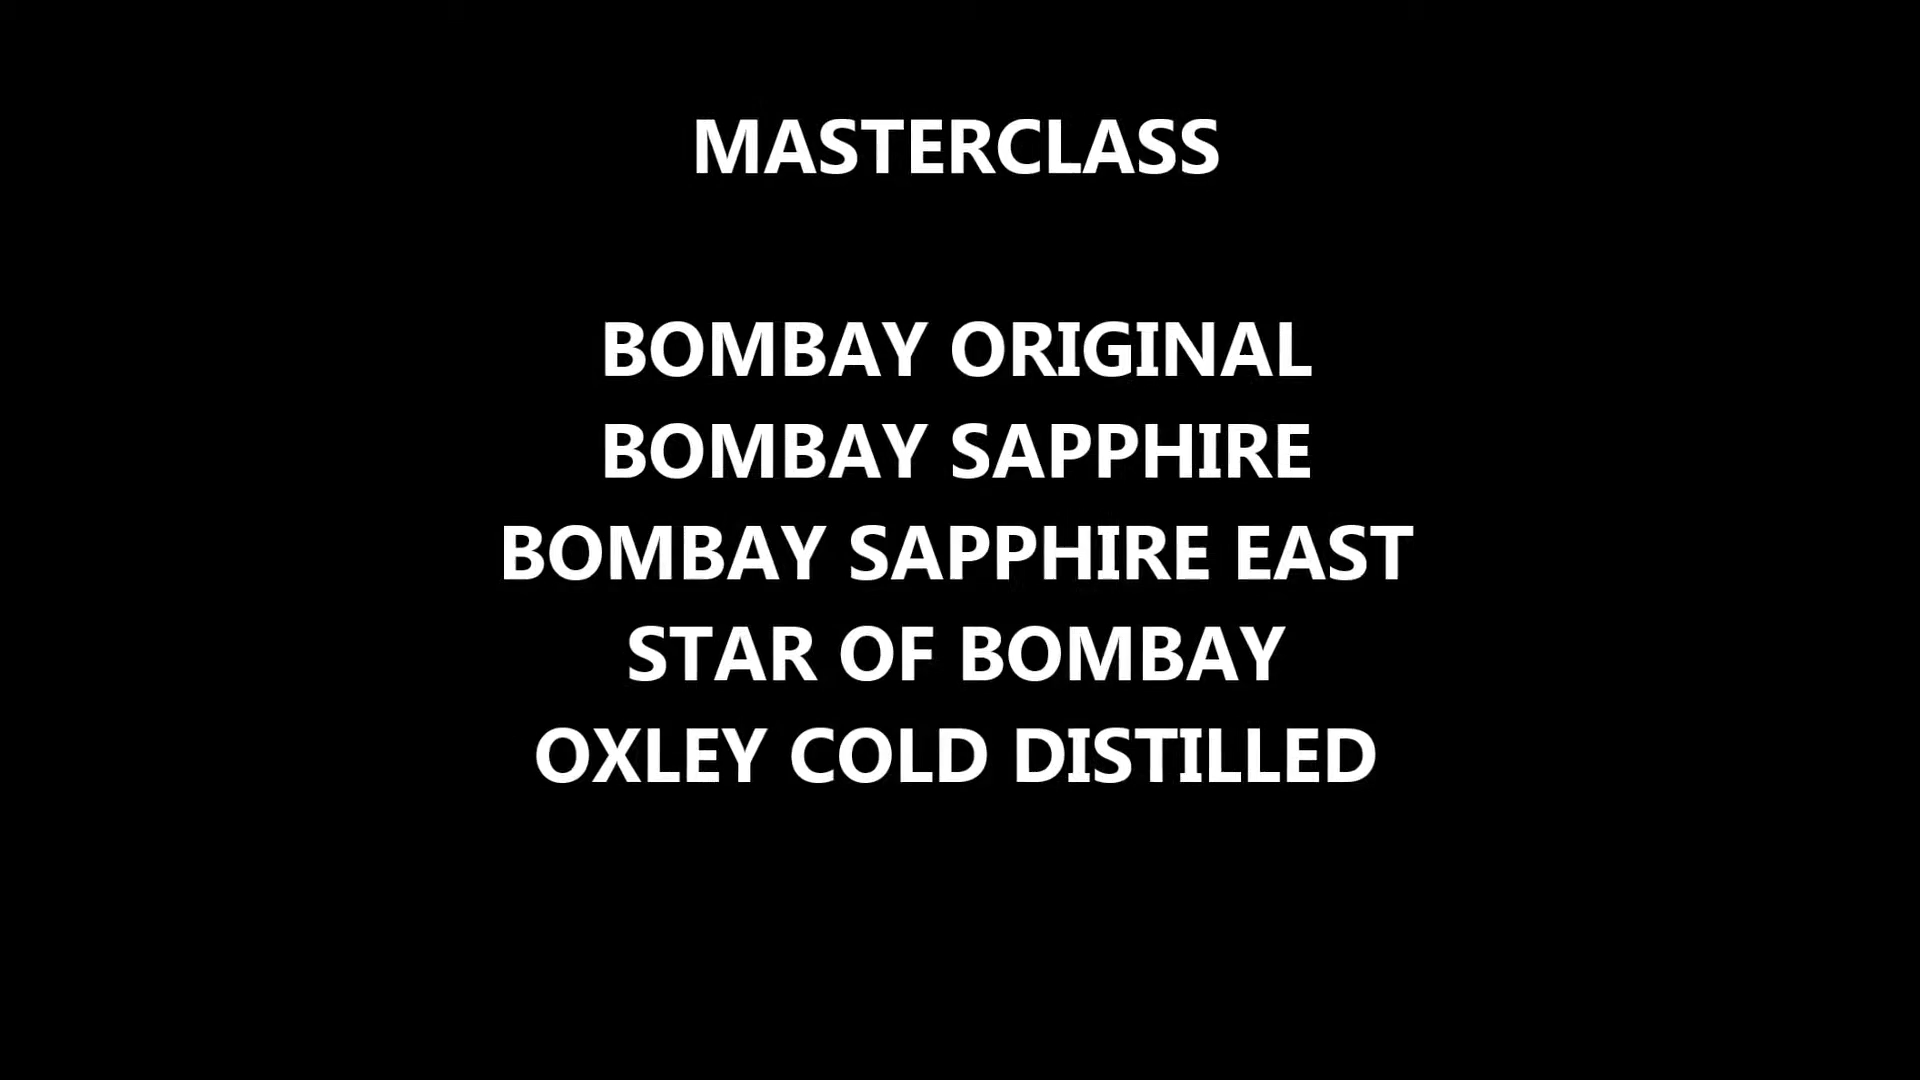 MASTERCLASS
BOMBAY ORIGINAL
BOMBAY SAPPHIRE
BOMBAY SAPPHIRE EAST
STAR OF BOMBAY
OXLEY COLD DISTILLED